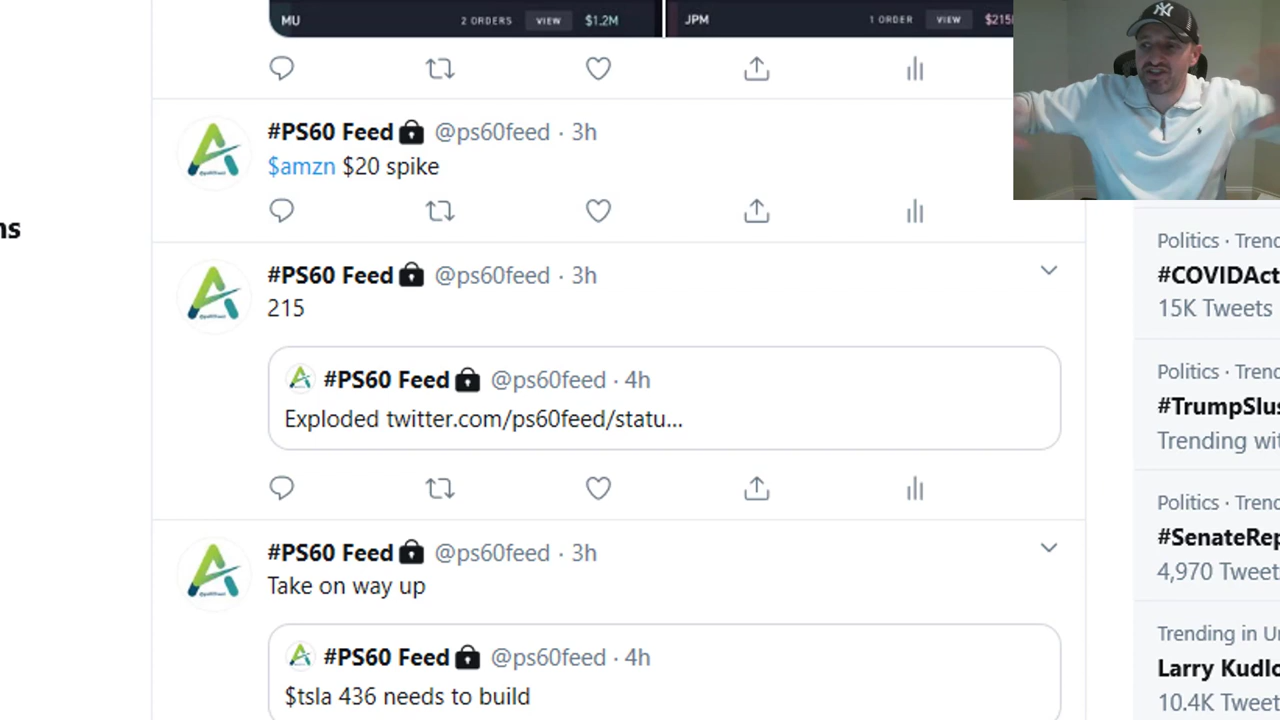 MU 2 ORDERS VIEW $1.2M JPM 1 ORDER VIEW
#PS60 Feed @ps60feed · 3h
$amzn $20 spike
#PS60 Feed @ps60feed · 3h
215
#PS60 Feed @ps60feed · 4h
Exploded twitter.com/ps60feed/statu...
#PS60 Feed @ps60feed · 3h
Take on way up
#PS60 Feed @ps60feed · 4h
$tsla 436 needs to build
ns
NY
Politics · Trend
#COVIDAct
15K Tweets
Politics · Trend
#TrumpSlus
Trending wit
Politics · Trend
#SenateRep
4,970 Tweet
Trending in U
Larry Kudlo
10.4K Tweet